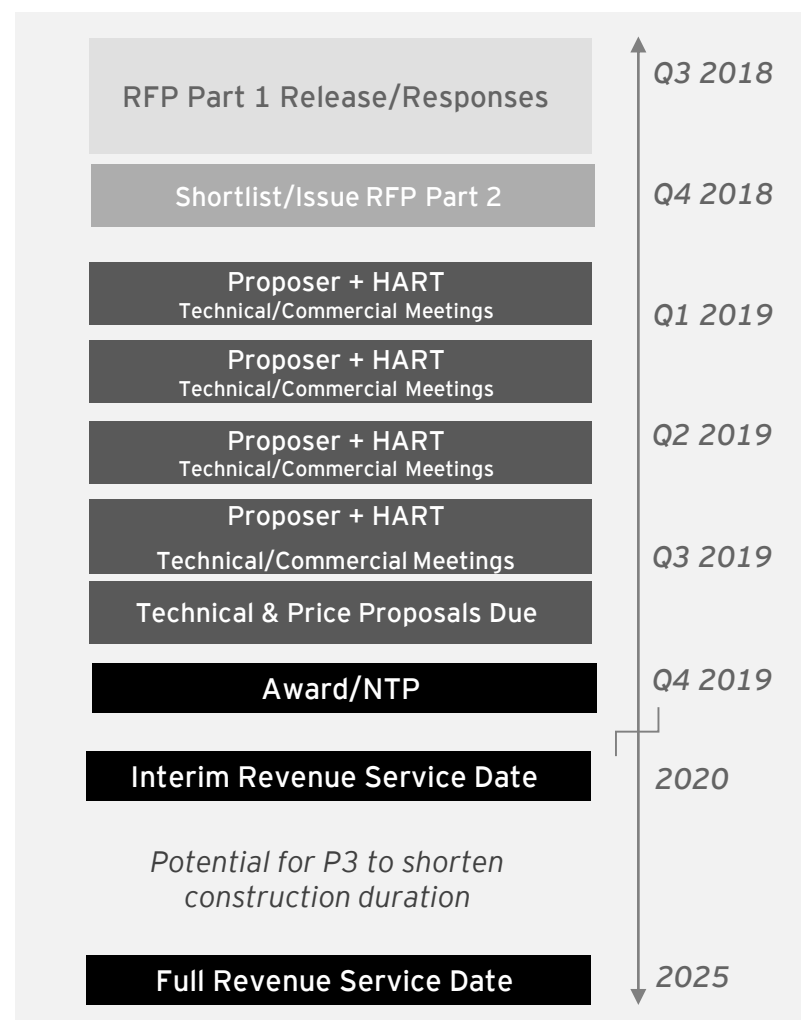 RFP Part 1 Release/Responses
Q3 2018
Shortlist/Issue RFP Part 2
Q4 2018
Proposer + HART
Technical/Commercial Meetings
Q1 2019
Proposer + HART
Technical/Commercial Meetings
Proposer + HART
Technical/Commercial Meetings
Q2 2019
Proposer + HART
Technical/Commercial Meetings
Q3 2019
Technical & Price Proposals Due
Award/NTP
Q4 2019
Interim Revenue Service Date
2020
Potential for P3 to shorten
construction duration
Full Revenue Service Date
2025